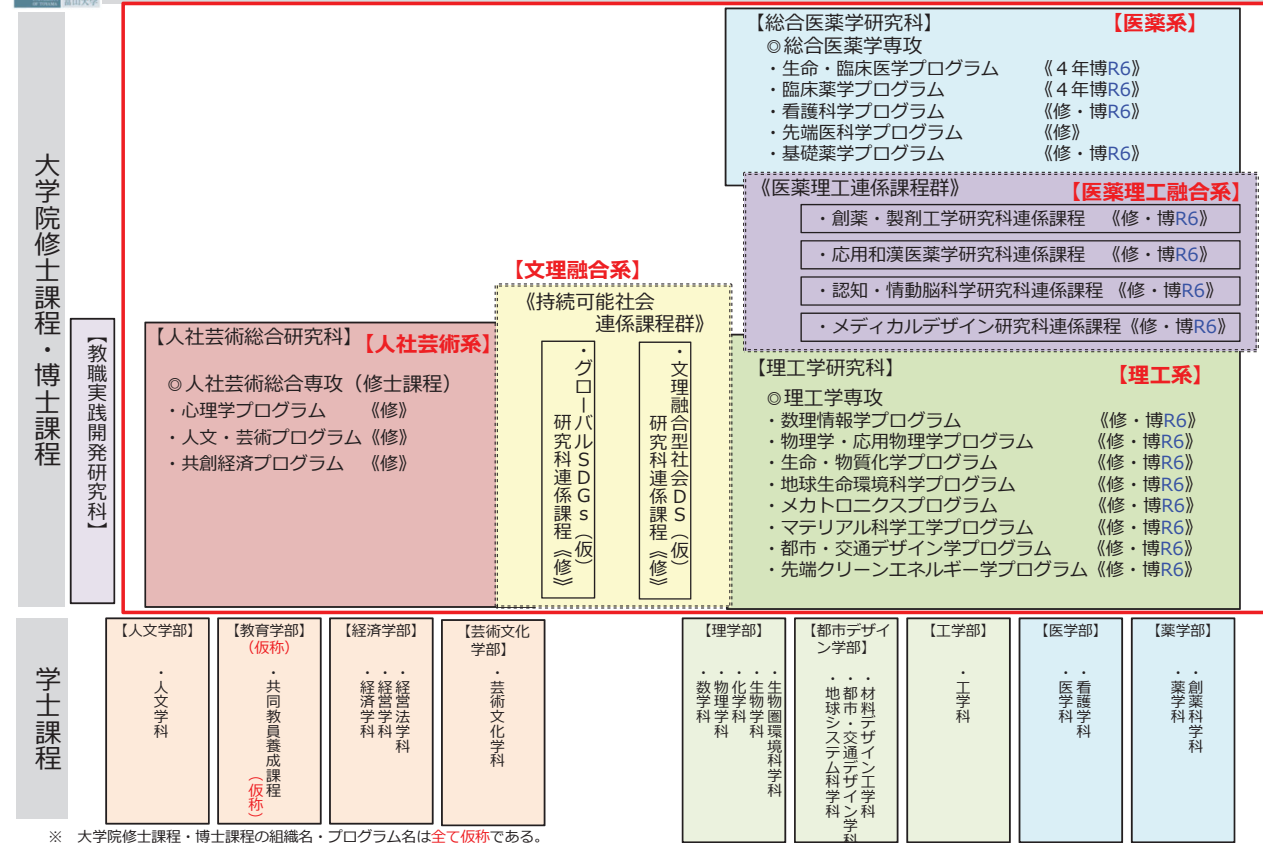 OF TOYAMA 富山大学
大学院修士課程・博士課程
【教職実践開発研究科】
【総合医薬学研究科】 【医薬系】
◎総合医薬学専攻
・生命・臨床医学プログラム 《４年博R6》
・臨床薬学プログラム 《４年博R6》
・看護科学プログラム 《修・博R6》
・先端医科学プログラム 《修》
・基礎薬学プログラム 《修・博R6》
《医薬理工連係課程群》 【医薬理工融合系】
・創薬・製剤工学研究科連係課程 《修・博R6》
・応用和漢医薬学研究科連係課程 《修・博R6》
・認知・情動脳科学研究科連係課程 《修・博R6》
・メディカルデザイン研究科連係課程《修・博R6》
【文理融合系】
《持続可能社会
連係課程群》
・文理融合型社会ＤＳ（仮）
研究科連係課程《修》
・グローバルＳＤＧｓ（仮）
研究科連係課程《修》
【人社芸術総合研究科】 【人社芸術系】
◎人社芸術総合専攻（修士課程）
・心理学プログラム 《修》
・人文・芸術プログラム《修》
・共創経済プログラム 《修》
【理工学研究科】 【理工系】
◎理工学専攻
・数理情報学プログラム 《修・博R6》
・物理学・応用物理学プログラム 《修・博R6》
・生命・物質化学プログラム 《修・博R6》
・地球生命環境科学プログラム 《修・博R6》
・メカトロニクスプログラム 《修・博R6》
・マテリアル科学工学プログラム 《修・博R6》
・都市・交通デザイン学プログラム 《修・博R6》
・先端クリーンエネルギー学プログラム《修・博R6》
学士課程
【人文学部】
・人文学科
【教育学部】
（仮称）
・共同教員養成課程
（仮称）
【経済学部】
・経営法学科
・経営学科
・経済学科
【芸術文化
学部】
・芸術文化学科
【理学部】
・生物圏環境科学科
・生物学科
・化学科
・物理学科
・数学科
【都市デザイ
ン学部】
・材料デザイン工学科
・都市・交通デザイン学科
・地球システム科学科
【工学部】
・工学科
【医学部】
・看護学科
・医学科
【薬学部】
・創薬科学科
・薬学科
※ 大学院修士課程・博士課程の組織名・プログラム名は全て仮称である。